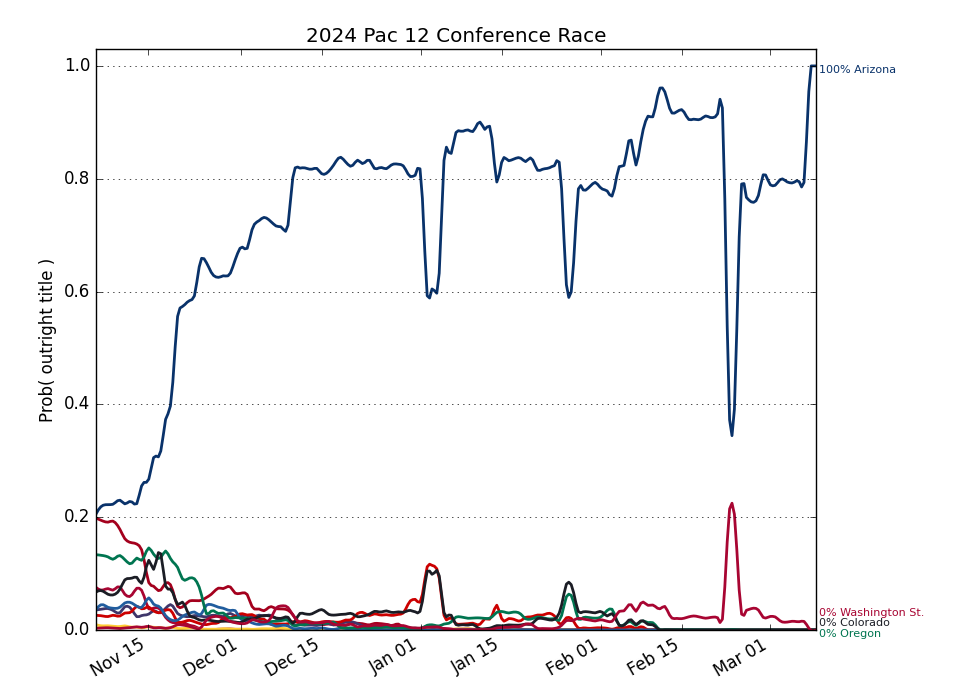 2024 Pac 12 Conference Race
Prob( outright title )
1.0
0.8
0.6
0.4
0.2
0.0
100% Arizona
0% Washington St.
0% Colorado
0% Oregon
Nov 15
Dec 01
Dec 15
Jan 01
Jan 15
Feb 01
Feb 15
Mar 01